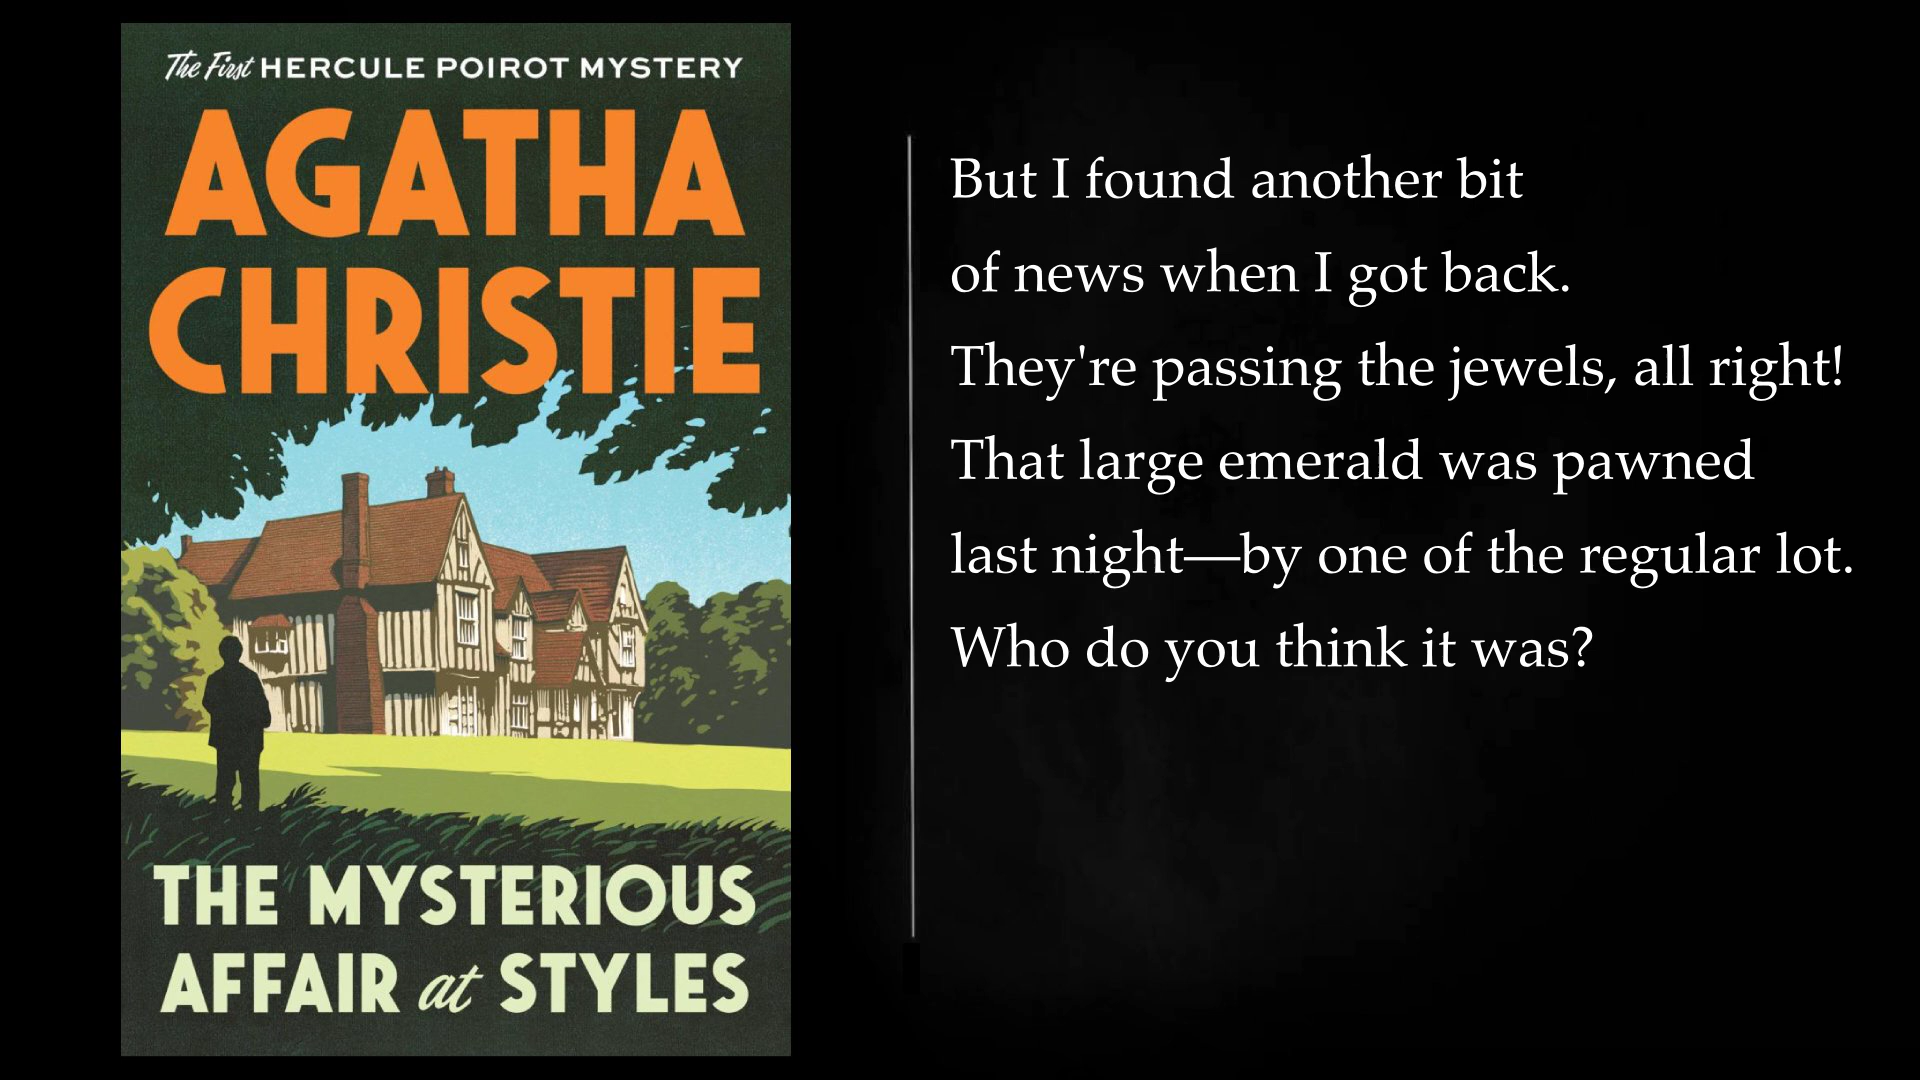 The First HERCULE POIROT MYSTERY
AGATHA
CHRISTIE
THE MYSTERIOUS
AFFAIR at STYLES
But I found another bit
of news when I got back.
They're passing the jewels, all right!
That large emerald was pawned
last night—by one of the regular lot.
Who do you think it was?